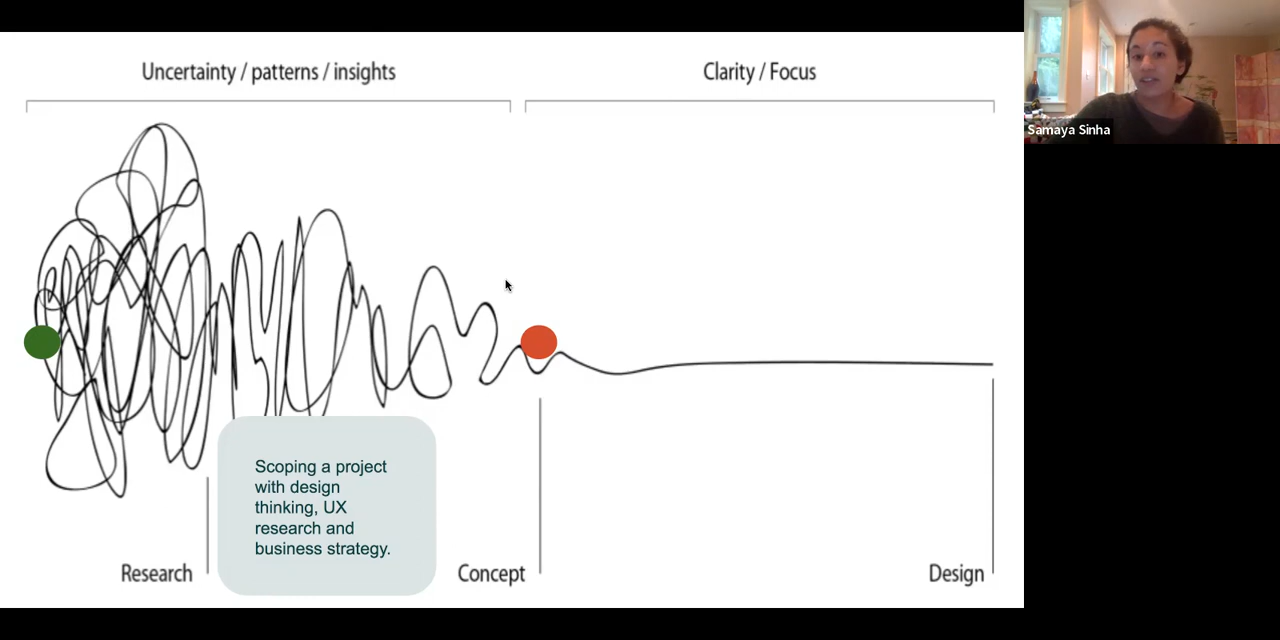 Uncertainty / patterns / insights
Clarity / Focus
Samaya Sinha
Scoping a project
with design
thinking, UX
research and
business strategy.
Research
Concept
Design